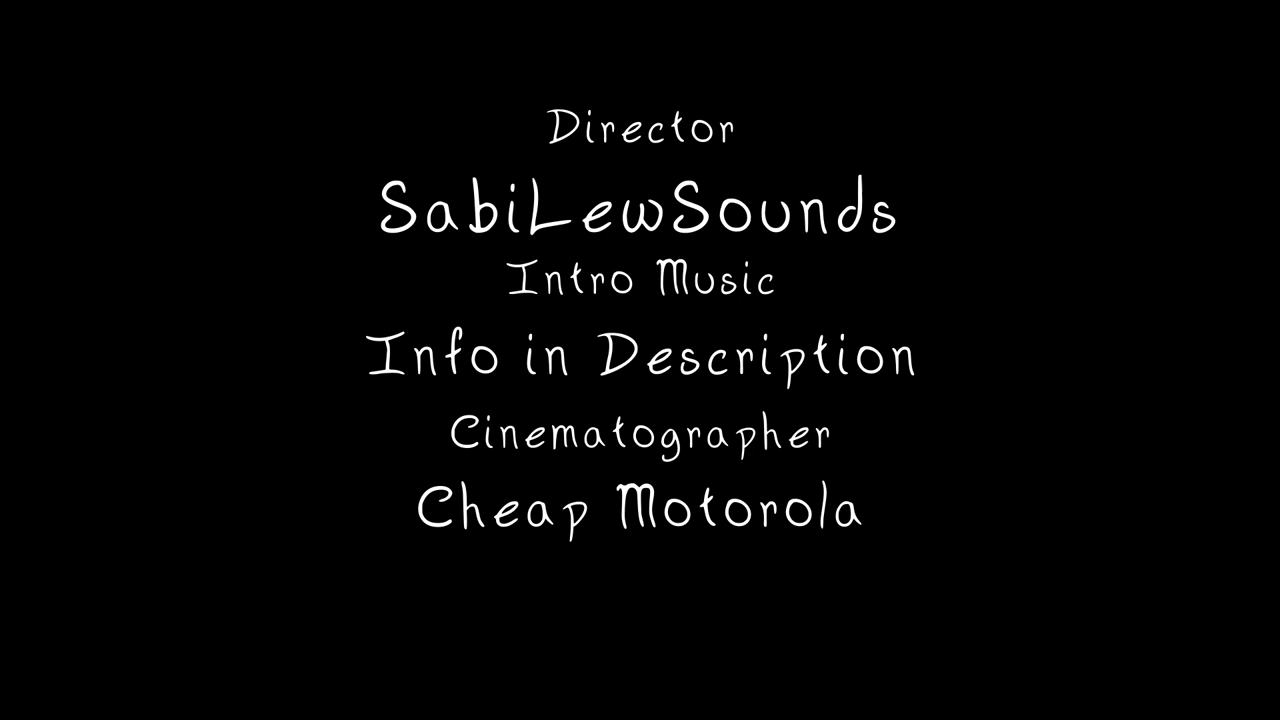 Director
SabiLewSounds
Intro Music
Info in Description
Cinematographer
Cheap Motorola